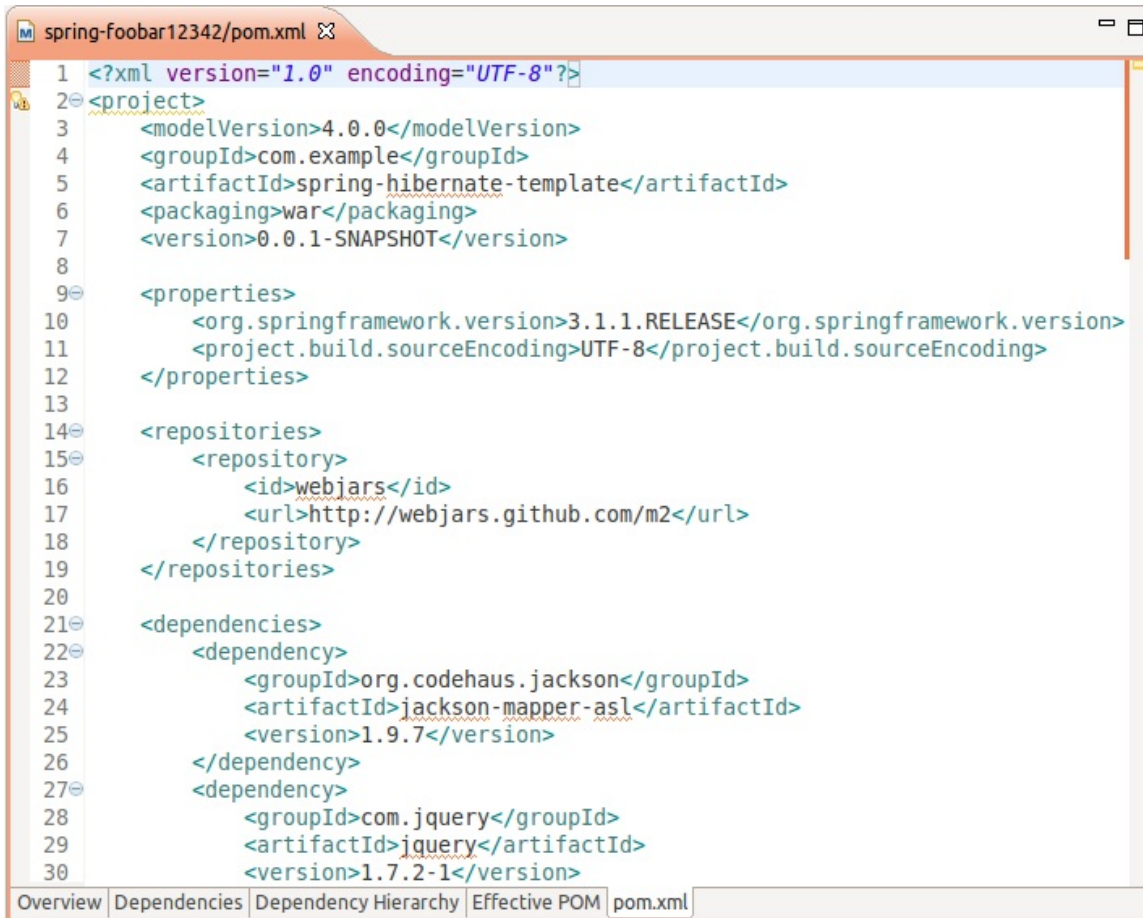 spring-foobar12342/pom.xml
1 <?xml version="1.0" encoding="UTF-8"?>
2 <project>
3     <modelVersion>4.0.0</modelVersion>
4     <groupId>com.example</groupId>
5     <artifactId>spring-hibernate-template</artifactId>
6     <packaging>war</packaging>
7     <version>0.0.1-SNAPSHOT</version>
8
9     <properties>
10         <org.springframework.version>3.1.1.RELEASE</org.springframework.version>
11         <project.build.sourceEncoding>UTF-8</project.build.sourceEncoding>
12     </properties>
13
14     <repositories>
15         <repository>
16             <id>webjars</id>
17             <url>http://webjars.github.com/m2</url>
18         </repository>
19     </repositories>
20
21     <dependencies>
22         <dependency>
23             <groupId>org.codehaus.jackson</groupId>
24             <artifactId>jackson-mapper-asl</artifactId>
25             <version>1.9.7</version>
26         </dependency>
27         <dependency>
28             <groupId>com.jquery</groupId>
29             <artifactId>jquery</artifactId>
30             <version>1.7.2-1</version>
Overview Dependencies Dependency Hierarchy Effective POM pom.xml